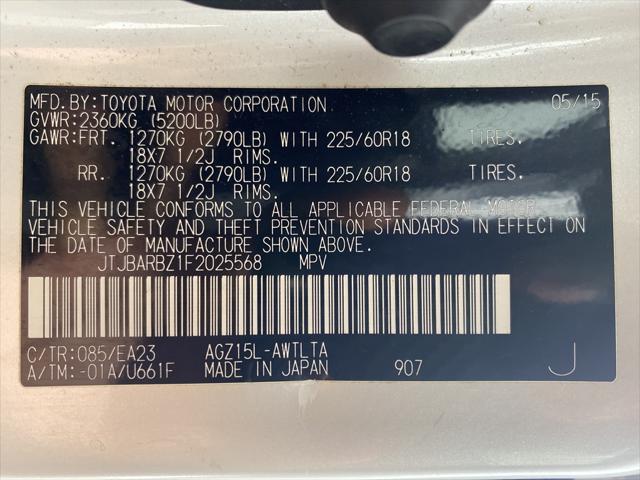 MFD.BY:TOYOTA MOTOR CORPORATION 05/15
GVWR:2360KG (5200LB)
GAWR:FRT. 1270KG (2790LB) WITH 225/60R18 TIRES,
18X7 1/2J RIMS.
RR. 1270KG (2790LB) WITH 225/60R18 TIRES,
18X7 1/2J RIMS.
THIS VEHICLE CONFORMS TO ALL APPLICABLE FEDERAL MOTOR
VEHICLE SAFETY AND THEFT PREVENTION STANDARDS IN EFFECT ON
THE DATE OF MANUFACTURE SHOWN ABOVE.
JTJBARBZ1F2025568 MPV
C/TR:085/EA23 AGZ15L-AWTLTA
A/TM:-01A/U661F MADE IN JAPAN 907 J